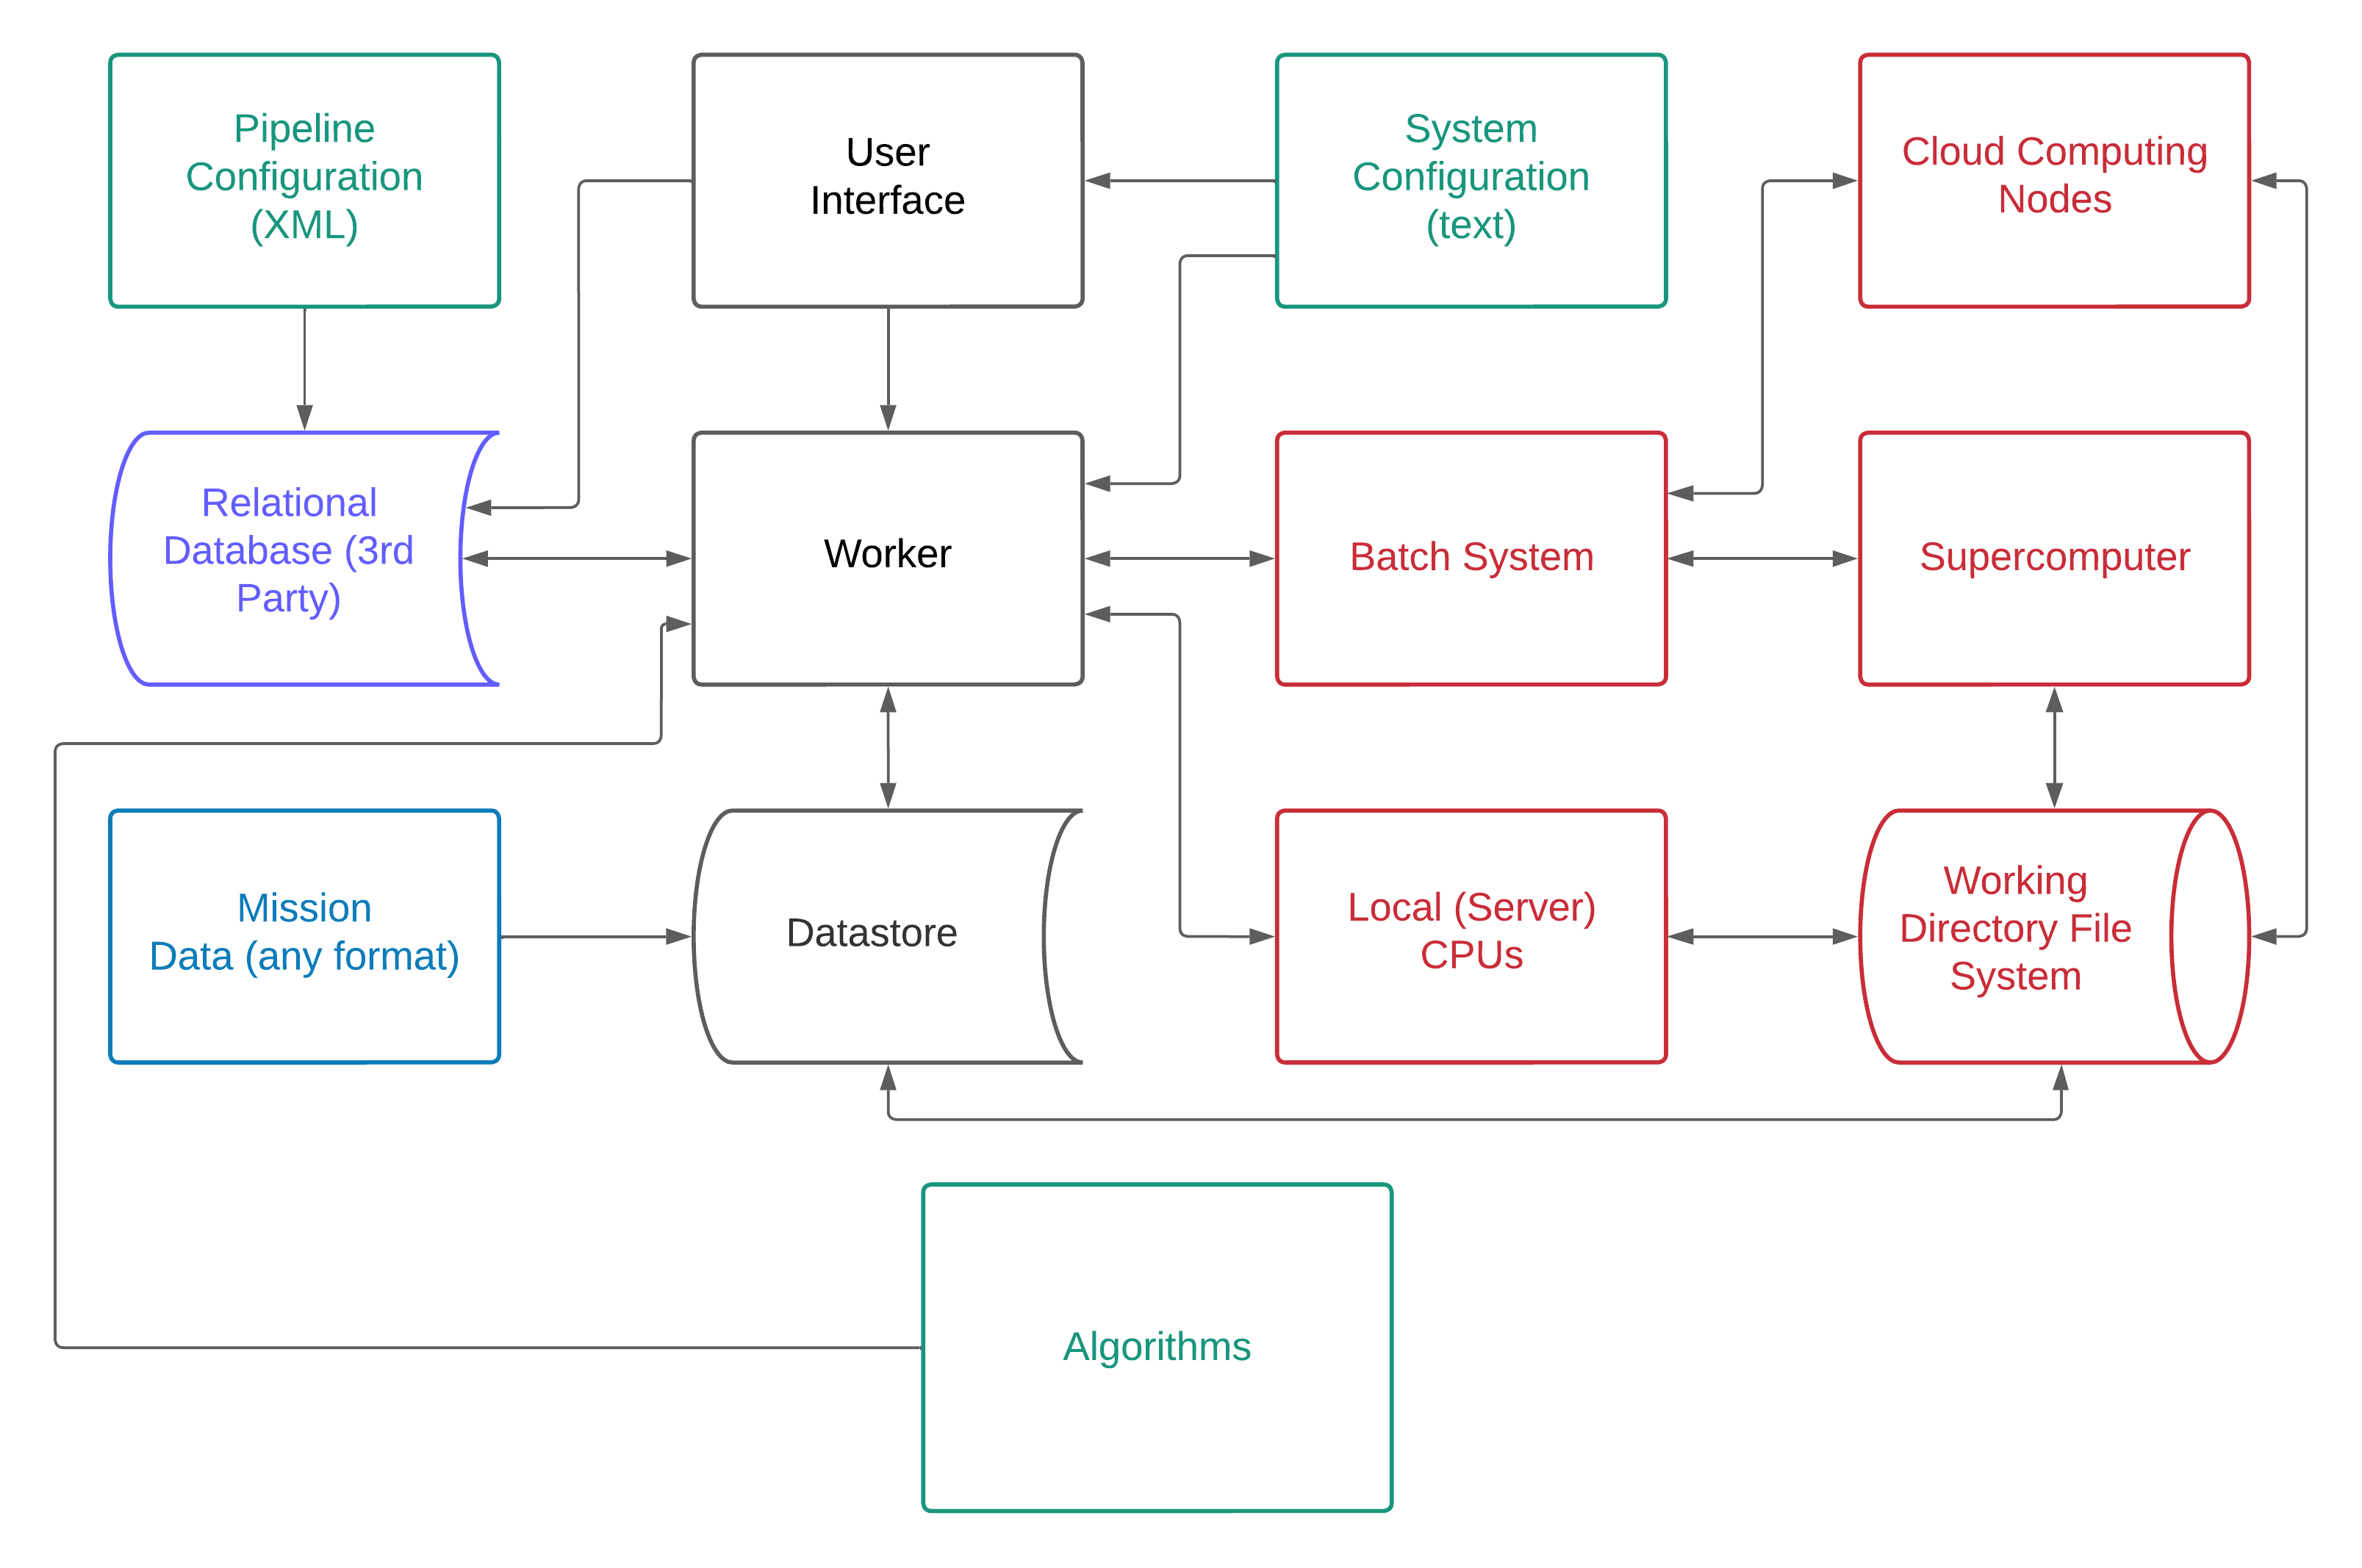 Pipeline
Configuration
(XML)
User
Interface
System
Configuration
(text)
Cloud Computing
Nodes
Relational
Database (3rd
Party)
Worker
Batch System
Supercomputer
Mission
Data (any format)
Datastore
Local (Server)
CPUs
Working
Directory File
System
Algorithms